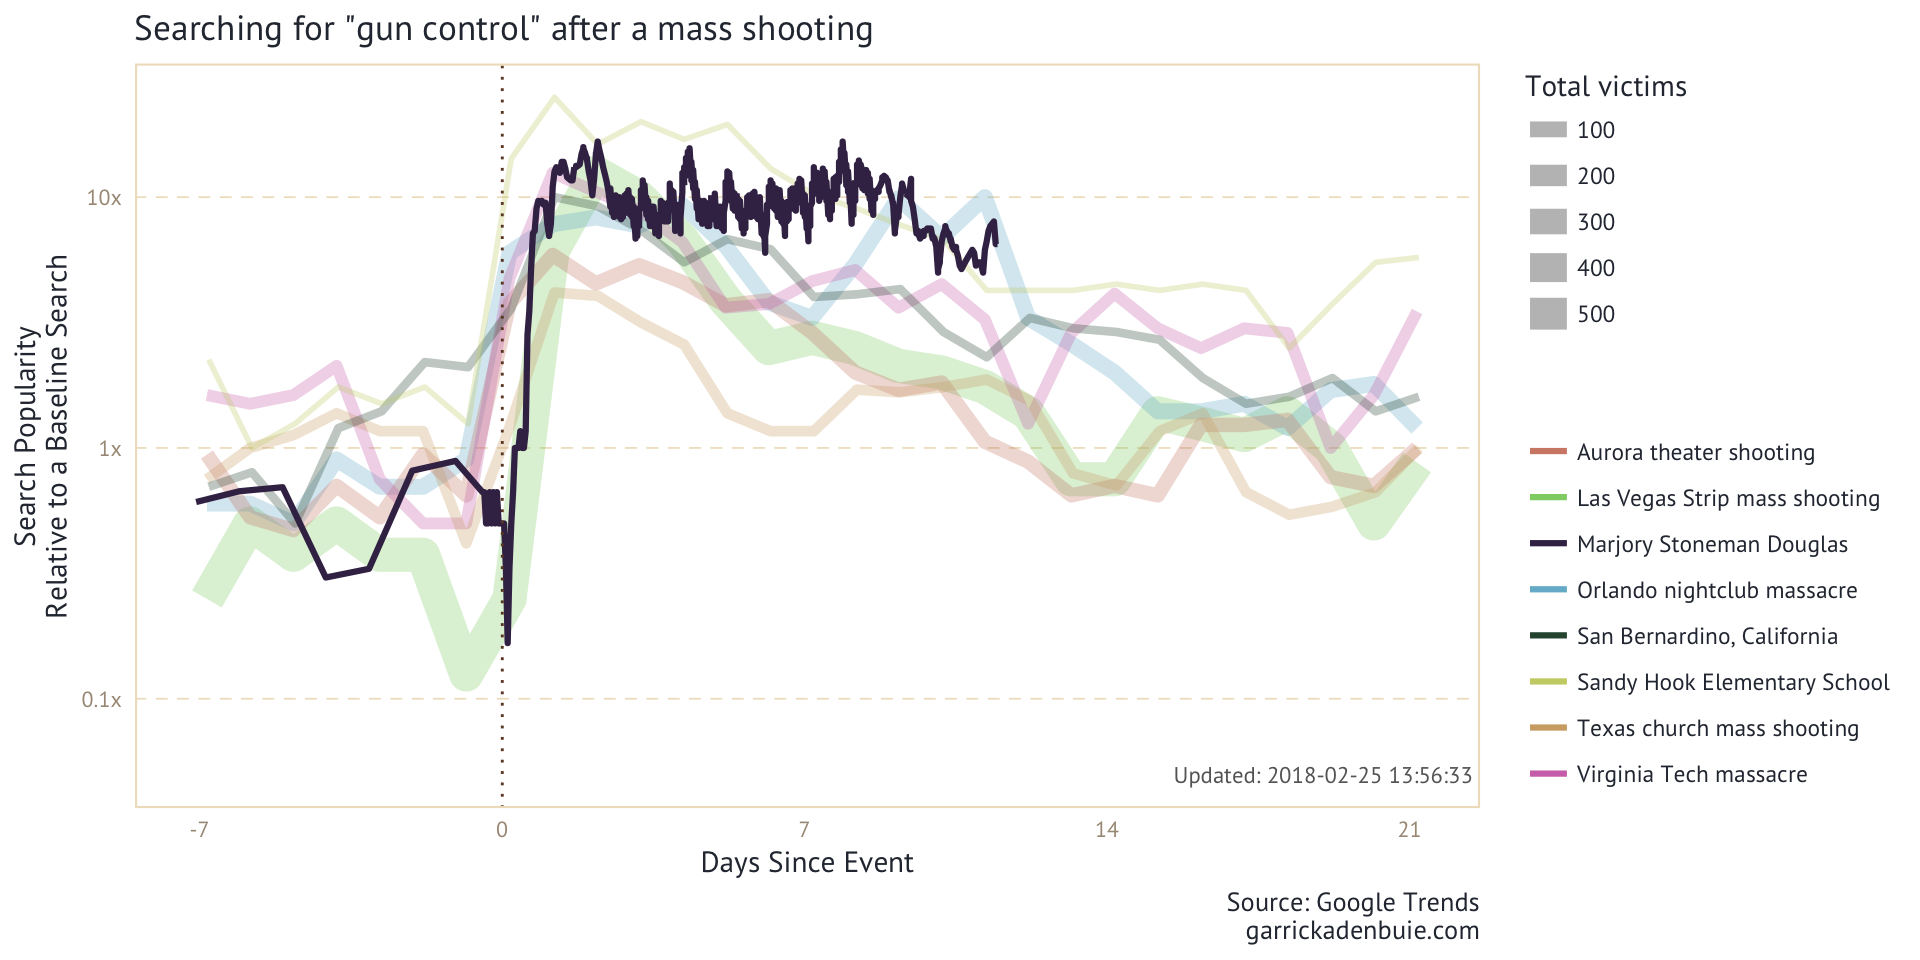 Searching for "gun control" after a mass shooting
Search Popularity
Relative to a Baseline Search
10x
1x
0.1x
Updated: 2018-02-25 13:56:33
-7
0
7
14
21
Days Since Event
Source: Google Trends
garrickadenbuie.com
Total victims
100
200
300
400
500
Aurora theater shooting
Las Vegas Strip mass shooting
Marjory Stoneman Douglas
Orlando nightclub massacre
San Bernardino, California
Sandy Hook Elementary School
Texas church mass shooting
Virginia Tech massacre